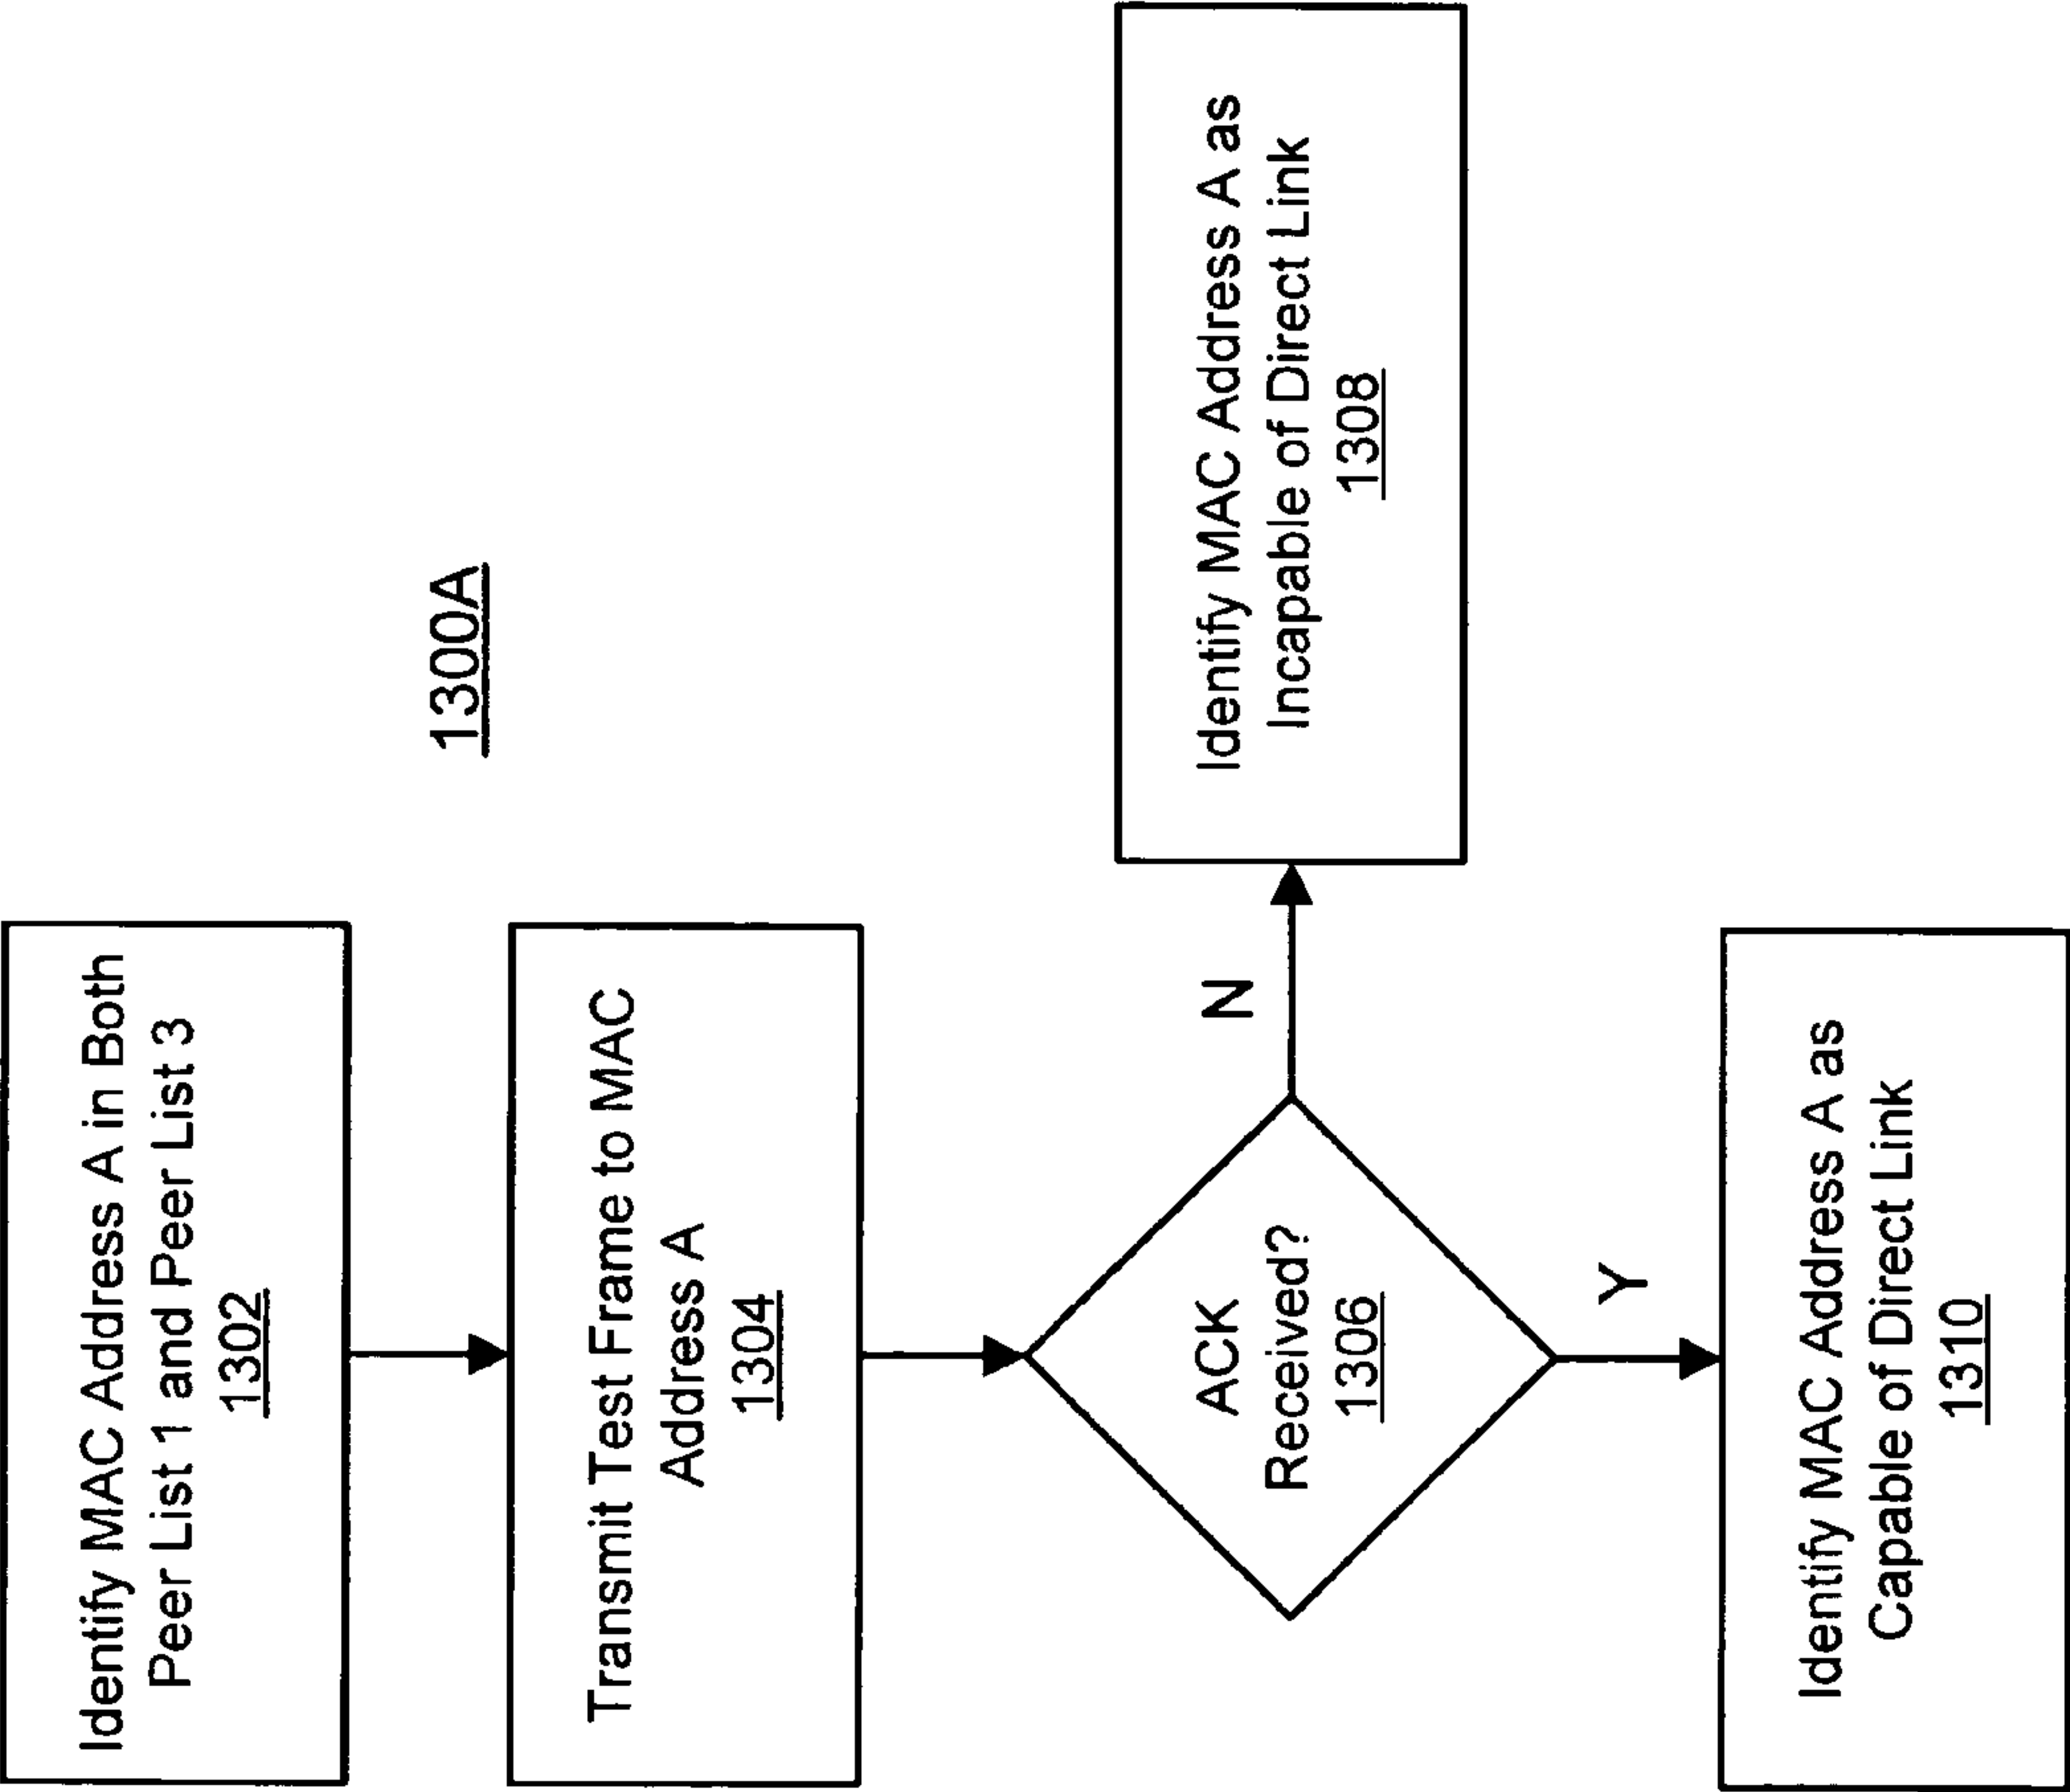 1300A
Identify MAC Address A in Both
Peer List 1 and Peer List 3
1302
Transmit Test Frame to MAC
Address A
1304
ACK
Received?
1306
N
Identify MAC Address A as
Incapable of Direct Link
1308
Y
Identify MAC Address A as
Capable of Direct Link
1310